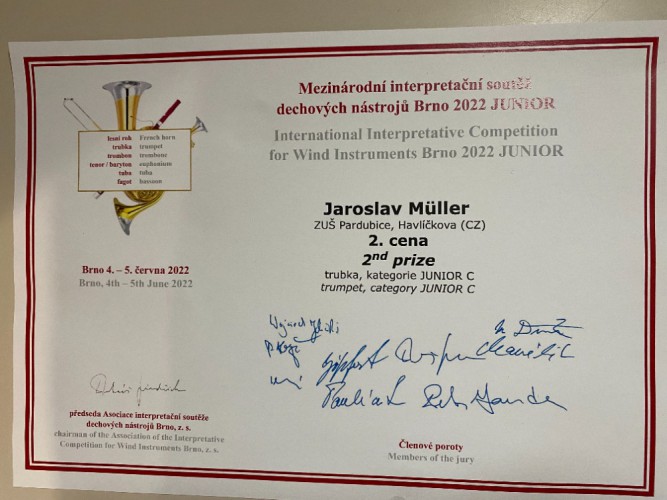 Mezinárodní interpretační soutěž
dechových nástrojů Brno 2022 JUNIOR
International Interpretative Competition
for Wind Instruments Brno 2022 JUNIOR
lesní roh French horn
trubka trumpet
trombon trombone
tenor / baryton euphonium
tuba tuba
fagot bassoon
Jaroslav Müller
ZUŠ Pardubice, Havlíčkova (CZ)
2. cena
2nd prize
trubka, kategorie JUNIOR C
trumpet, category JUNIOR C
Brno 4. – 5. června 2022
Brno, 4th – 5th June 2022
předseda Asociace interpretační soutěže
dechových nástrojů Brno, z. s.
chairman of the Association of the Interpretative
Competition for Wind Instruments Brno, z. s.
Členové poroty
Members of the jury